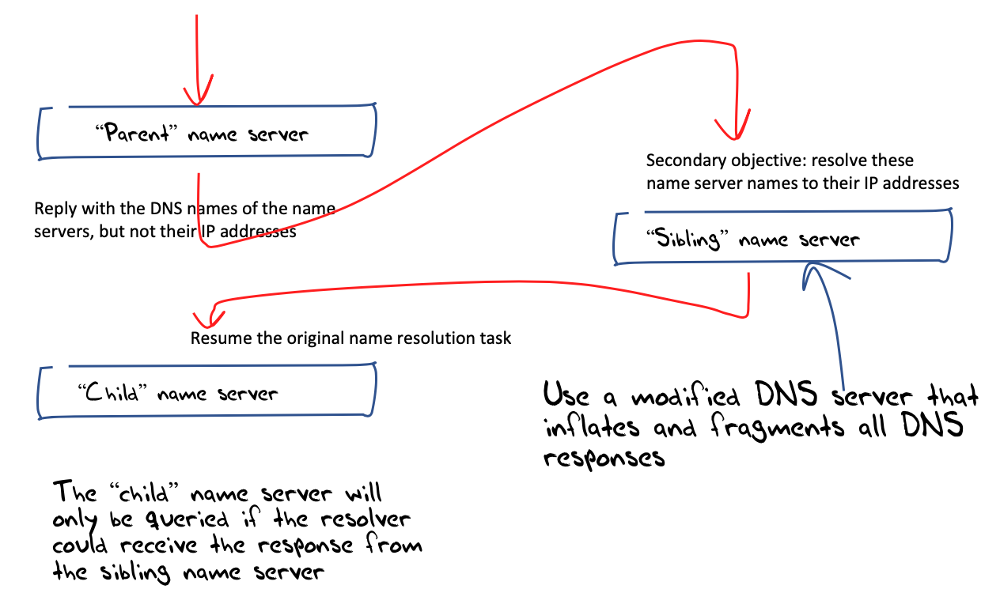 “Parent” name server
Reply with the DNS names of the name
servers, but not their IP addresses
Secondary objective: resolve these
name server names to their IP addresses
“Sibling” name server
Resume the original name resolution task
“Child” name server
Use a modified DNS server that
inflates and fragments all DNS
responses
The “child” name server will
only be queried if the resolver
could receive the response from
the sibling name server